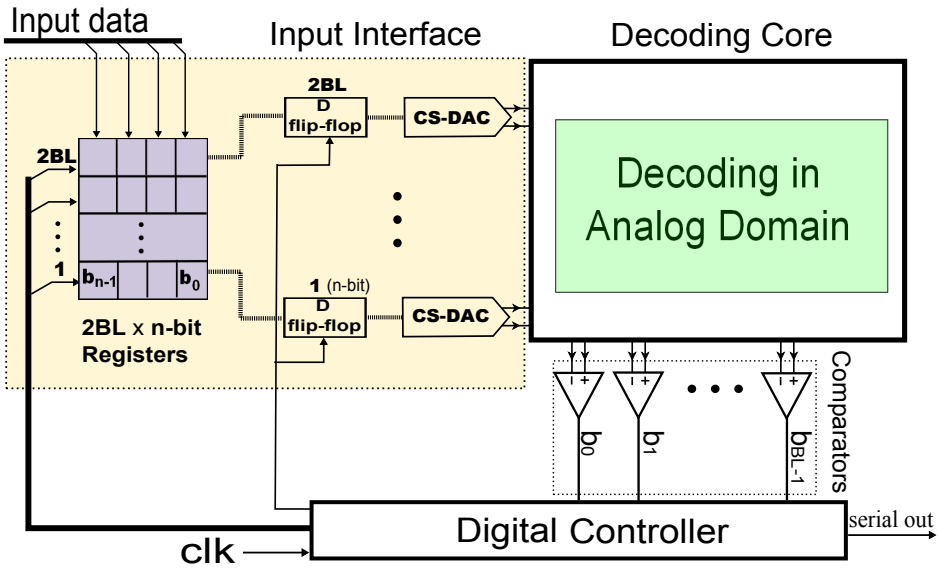 Input data
Input Interface
Decoding Core
2BL
D
flip-flop
CS-DAC
2BL
1
b_{n-1}
b_0
2BL x n-bit
Registers
1 (n-bit)
D
flip-flop
CS-DAC
Decoding in
Analog Domain
Comparators
− +
− +
− +
b_0
b_1
b_{BL-1}
Digital Controller
clk
serial out